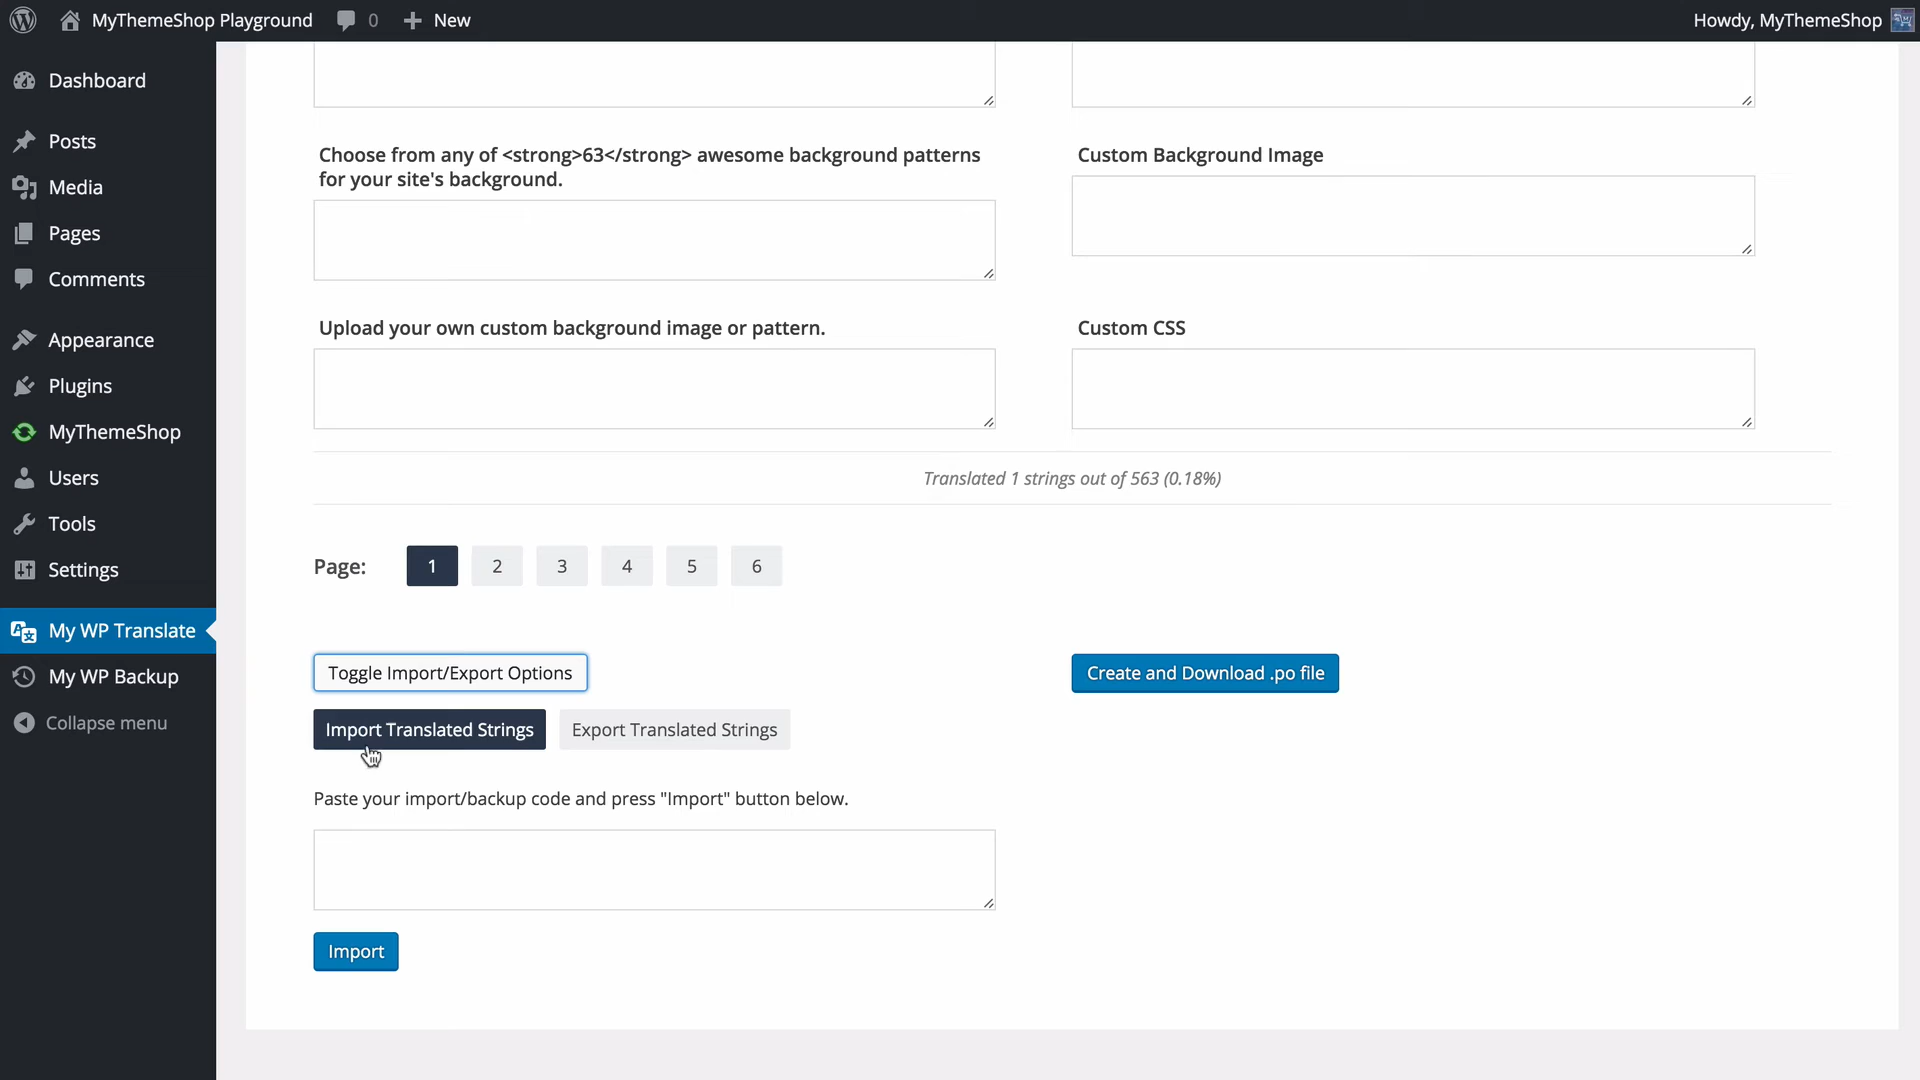 MyThemeShop Playground
0
New
Howdy, MyThemeShop
Dashboard
Posts
Media
Pages
Comments
Appearance
Plugins
MyThemeShop
Users
Tools
Settings
My WP Translate
My WP Backup
Collapse menu
Choose from any of <strong>63</strong> awesome background patterns
for your site's background.
Custom Background Image
Upload your own custom background image or pattern.
Custom CSS
Translated 1 strings out of 563 (0.18%)
Page: 1 2 3 4 5 6
Toggle Import/Export Options
Create and Download .po file
Import Translated Strings
Export Translated Strings
Paste your import/backup code and press "Import" button below.
Import